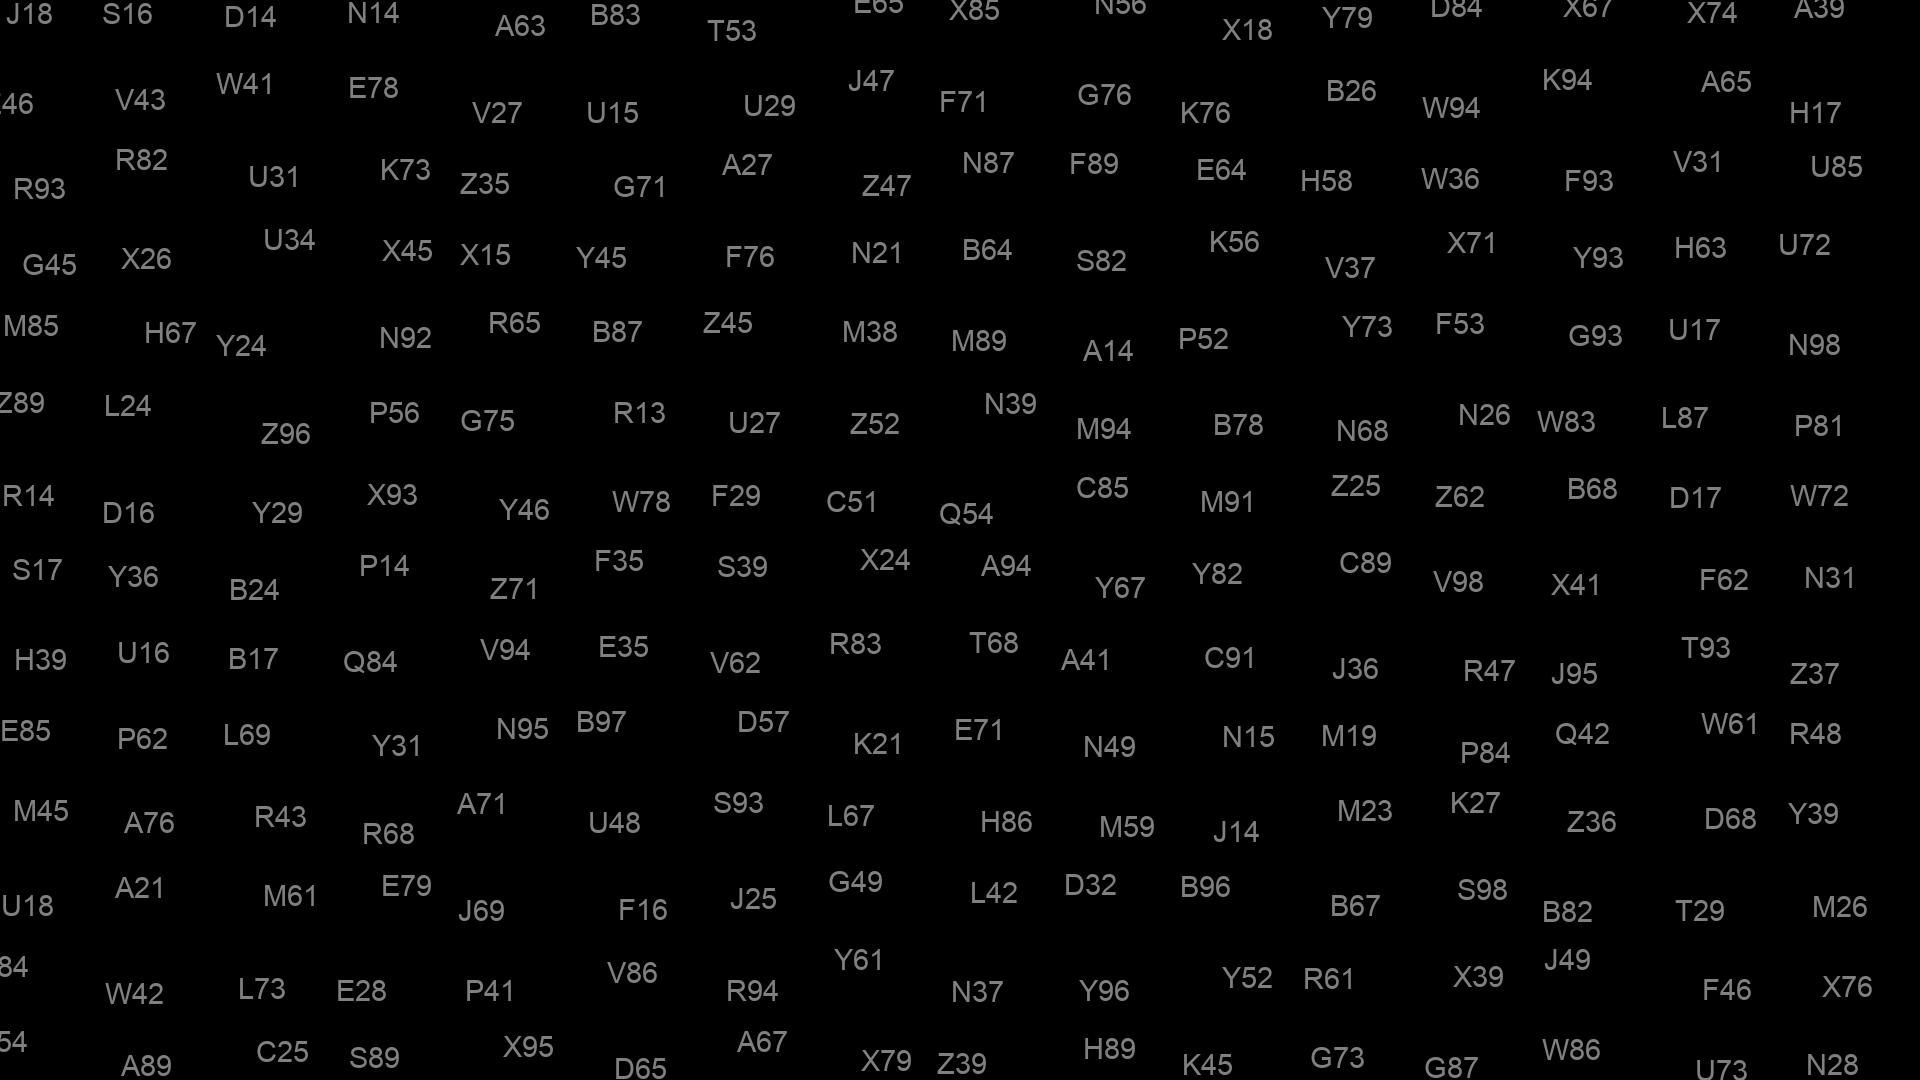 J18 S16 D14 N14 A63 B83 T53 E65 X85 N56 X18 Y79 D84 X67 X74 A39
46 V43 W41 E78 V27 U15 U29 J47 F71 G76 K76 B26 W94 K94 A65 H17
R93 R82 U31 K73 Z35 G71 A27 Z47 N87 F89 E64 H58 W36 F93 V31 U85
G45 X26 U34 X45 X15 Y45 F76 N21 B64 S82 K56 V37 X71 Y93 H63 U72
M85 H67 Y24 N92 R65 B87 Z45 M38 M89 A14 P52 Y73 F53 G93 U17 N98
Z89 L24 Z96 P56 G75 R13 U27 Z52 N39 M94 B78 N68 N26 W83 L87 P81
R14 D16 Y29 X93 Y46 W78 F29 C51 Q54 C85 M91 Z25 Z62 B68 D17 W72
S17 Y36 B24 P14 Z71 F35 S39 X24 A94 Y67 Y82 C89 V98 X41 F62 N31
H39 U16 B17 Q84 V94 E35 V62 R83 T68 A41 C91 J36 R47 J95 T93 Z37
E85 P62 L69 Y31 N95 B97 D57 K21 E71 N49 N15 M19 P84 Q42 W61 R48
M45 A76 R43 R68 A71 U48 S93 L67 H86 M59 J14 M23 K27 Z36 D68 Y39
U18 A21 M61 E79 J69 F16 J25 G49 L42 D32 B96 B67 S98 B82 T29 M26
84 W42 L73 E28 P41 V86 R94 Y61 N37 Y96 Y52 R61 X39 J49 F46 X76
54 A89 C25 S89 X95 D65 A67 X79 Z39 H89 K45 G73 G87 W86 U73 N28